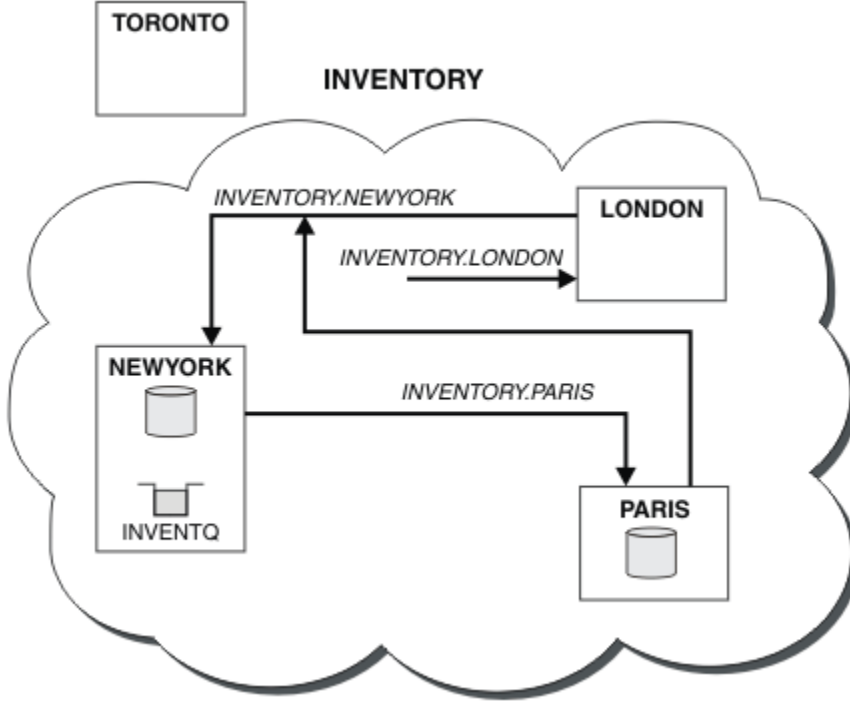 TORONTO
INVENTORY
INVENTORY.NEWYORK
LONDON
INVENTORY.LONDON
NEWYORK
INVENTORY.PARIS
INVENTQ
PARIS